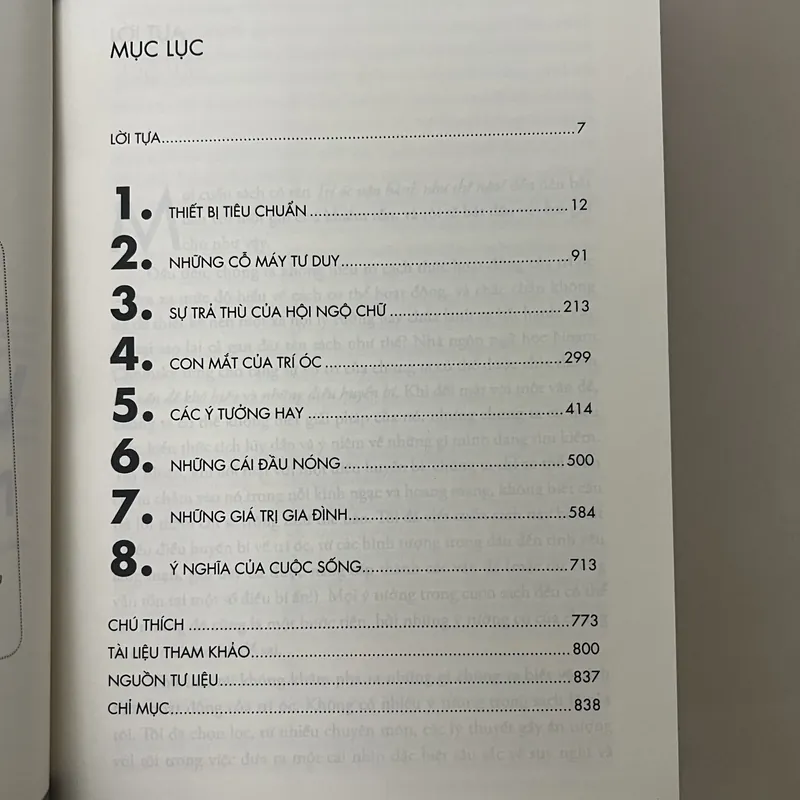 MỤC LỤC
LỜI TỰA 7
1. THIẾT BỊ TIÊU CHUẨN 12
2. NHỮNG CỖ MÁY TƯ DUY 91
3. SỰ TRẢ THÙ CỦA HỘI NGỘ CHỮ 213
4. CON MẮT CỦA TRÍ ÓC 299
5. CÁC Ý TƯỞNG HAY 414
6. NHỮNG CÁI ĐẦU NÓNG 500
7. NHỮNG GIÁ TRỊ GIA ĐÌNH 584
8. Ý NGHĨA CỦA CUỘC SỐNG 713
CHÚ THÍCH 773
TÀI LIỆU THAM KHẢO 800
NGUỒN TƯ LIỆU 837
CHỈ MỤC 838